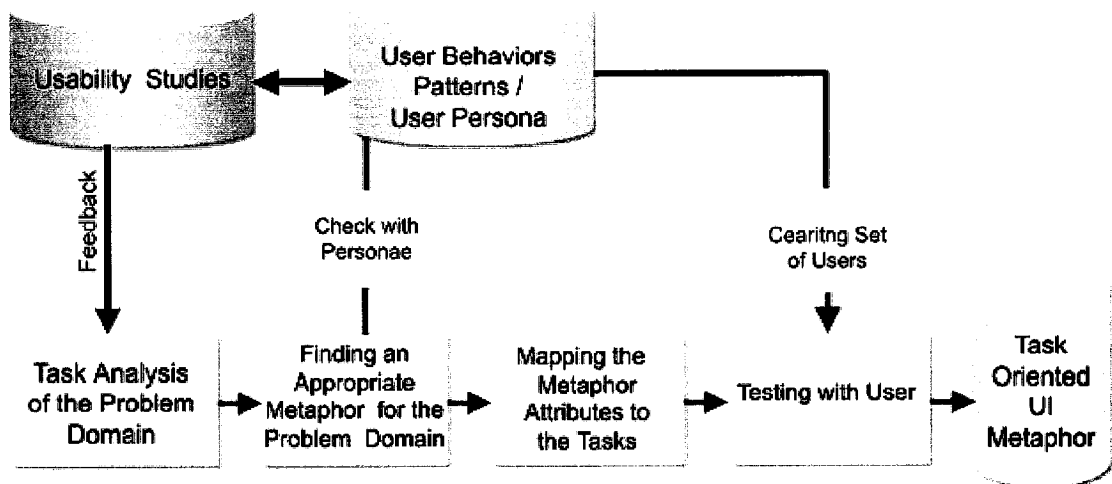 Usability Studies
User Behaviors
Patterns /
User Persona
Feedback
Check with
Personae
Cearitng Set
of Users
Task Analysis
of the Problem
Domain
Finding an
Appropriate
Metaphor for the
Problem Domain
Mapping the
Metaphor
Attributes to
the Tasks
Testing with User
Task
Oriented
UI
Metaphor